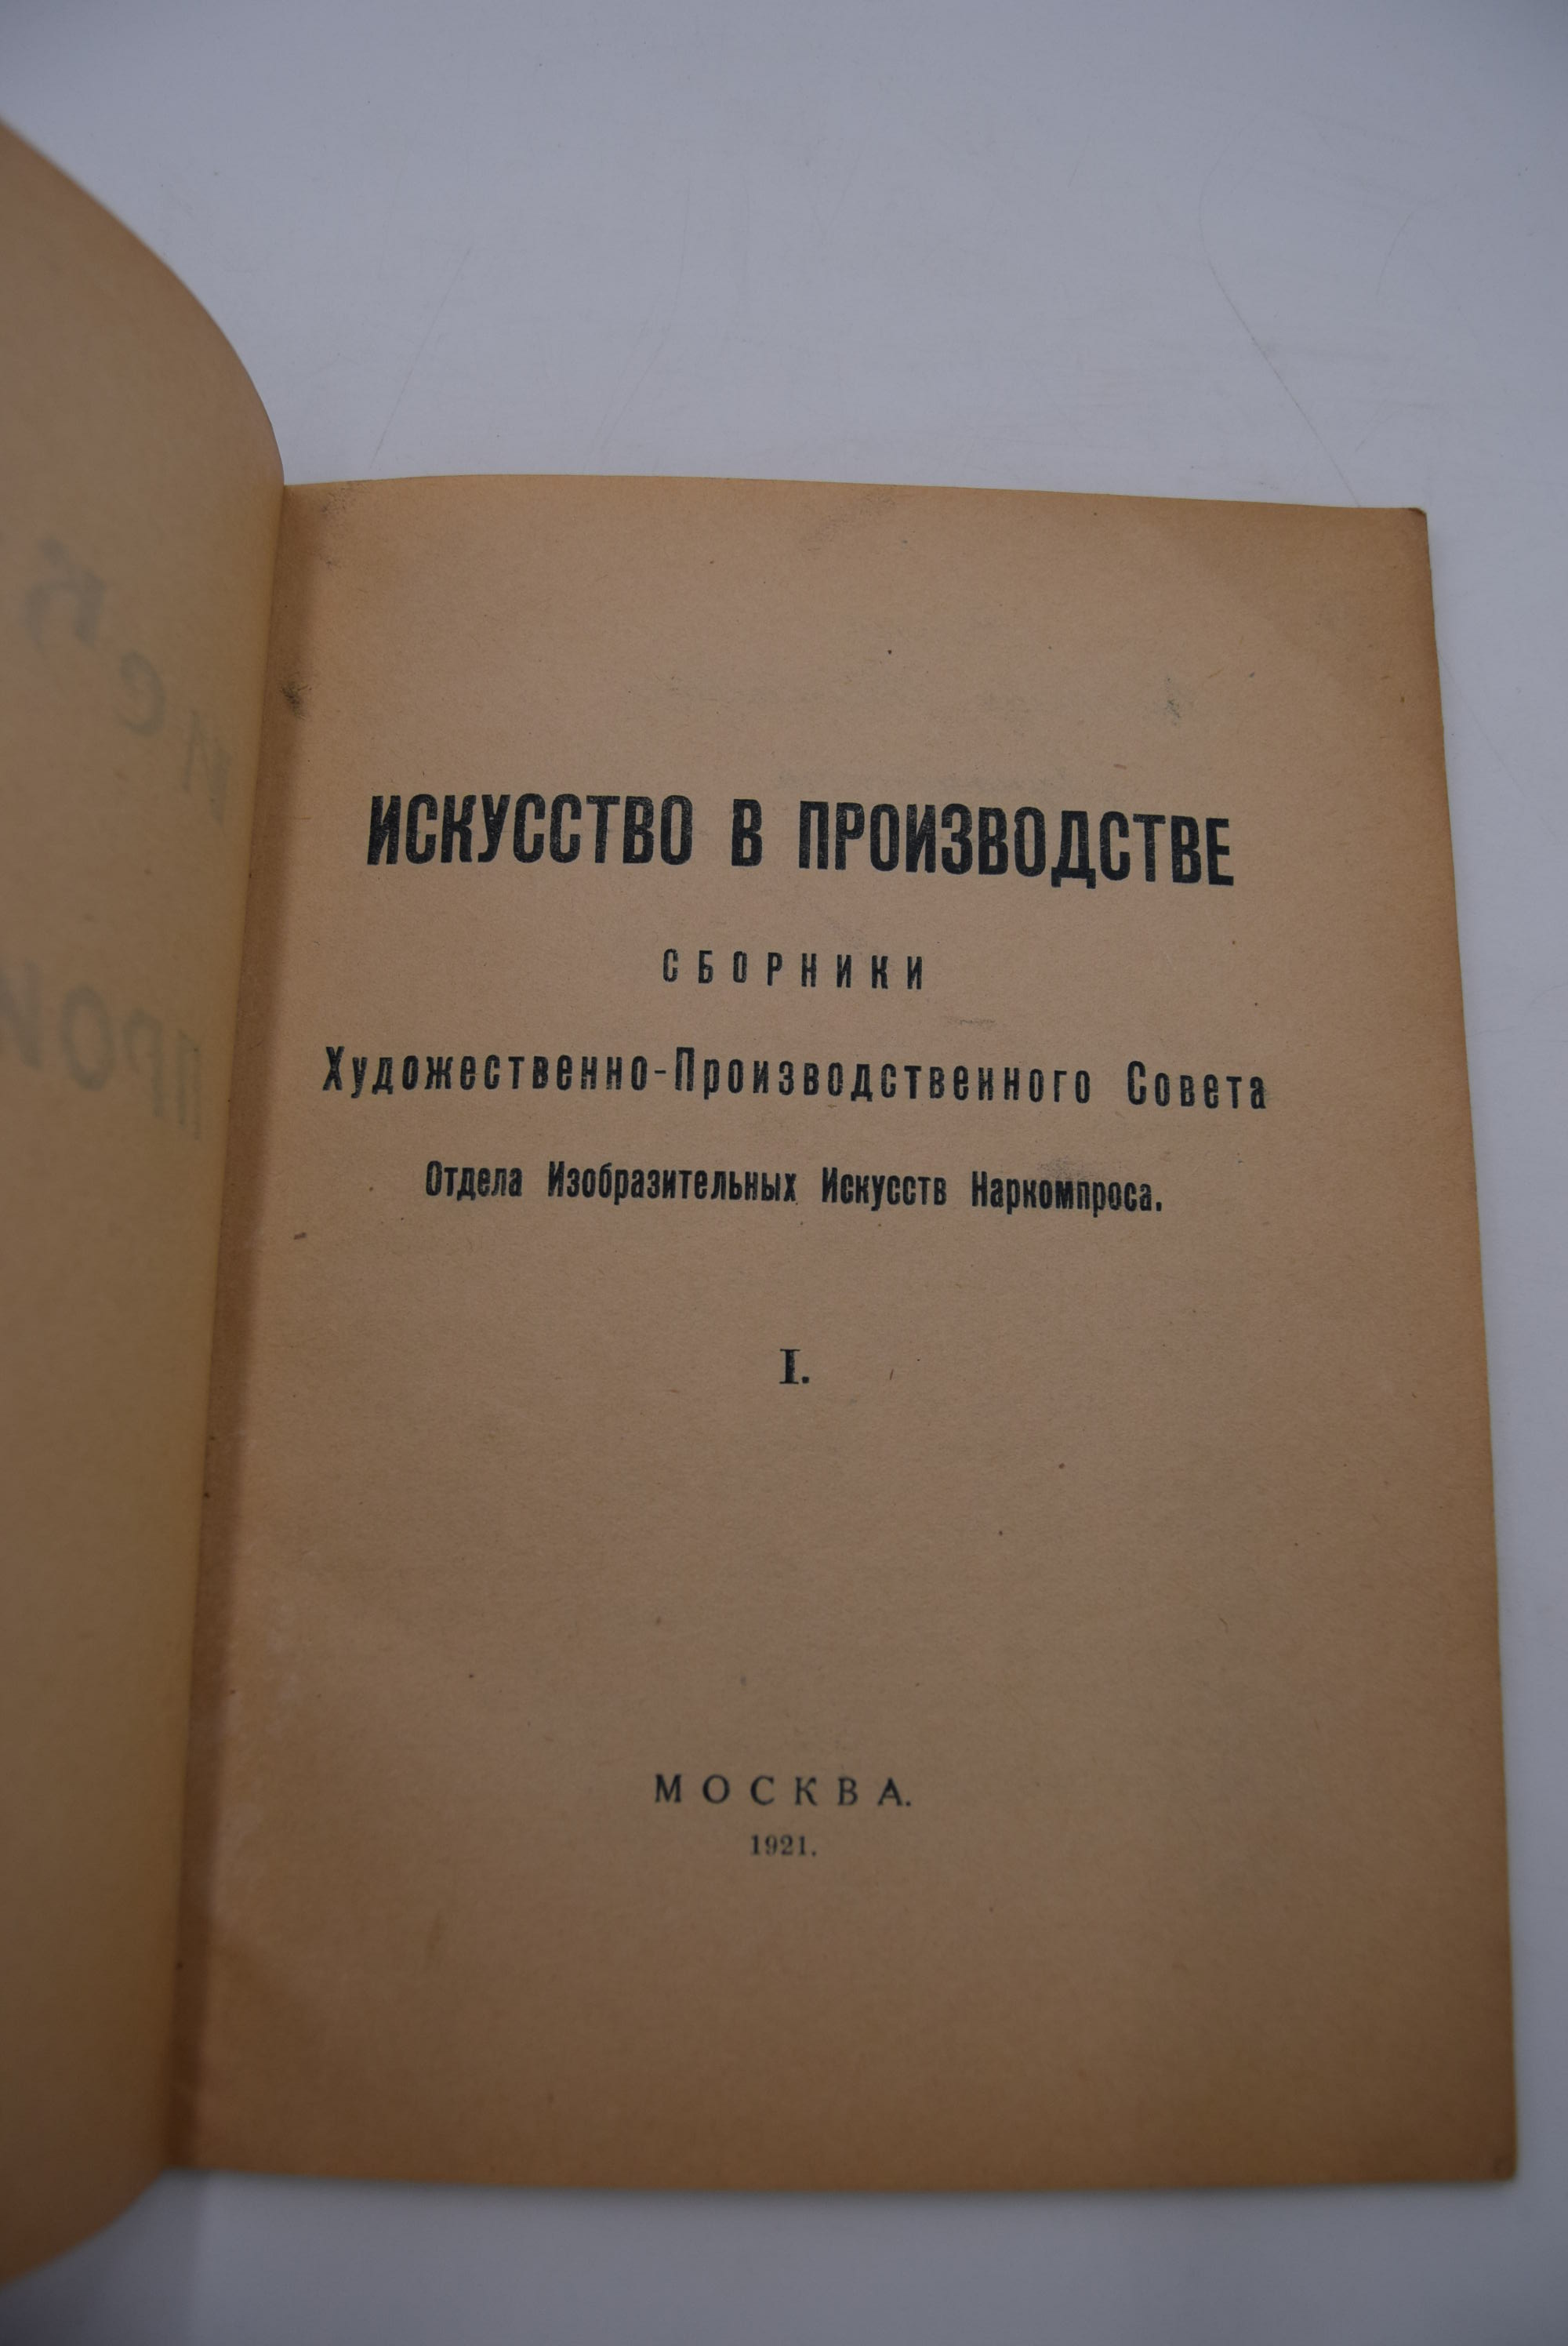 ИСКУССТВО В ПРОИЗВОДСТВЕ
СБОРНИКИ
Художественно-Производственного Совета
Отдела Изобразительных Искусств Наркомпроса.
I.
МОСКВА.
1921.